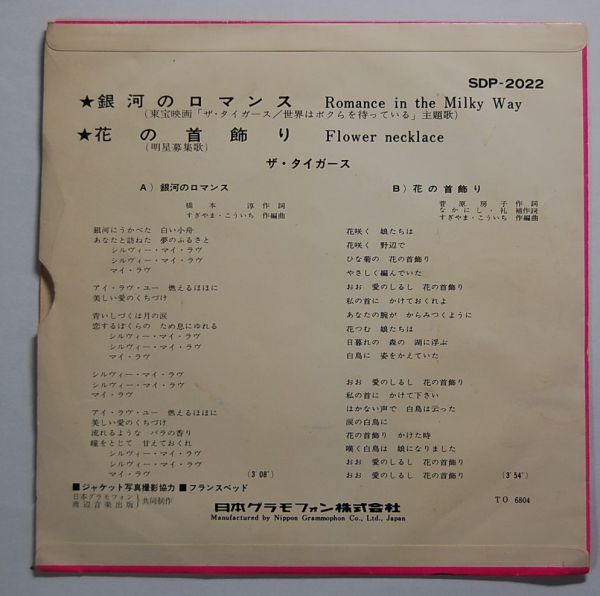 SDP-2022
★銀河のロマンス Romance in the Milky Way
(東宝映画「ザ・タイガース/世界はボクらを待っている」主題歌)
★花の首飾り Flower necklace
(明星募集歌)
ザ・タイガース
A)銀河のロマンス
橋本 淳 作詞
すぎやま・こういち 作編曲
銀河にうかべた 白い小舟
あなたと訪ねた 夢のふるさと
シルヴィー・マイ・ラヴ
シルヴィー・マイ・ラヴ
マイ・ラヴ
アイ・ラヴ・ユー 燃えるほほに
美しい愛のくちづけ
青いしづくは月の涙
恋するぼくらの ため息にゆれる
シルヴィー・マイ・ラヴ
シルヴィー・マイ・ラヴ
マイ・ラヴ
シルヴィー・マイ・ラヴ
シルヴィー・マイ・ラヴ
マイ・ラヴ
アイ・ラヴ・ユー 燃えるほほに
美しい愛のくちづけ
流れるような バラの香り
瞳をとじて 甘えておくれ
シルヴィー・マイ・ラヴ
シルヴィー・マイ・ラヴ
マイ・ラヴ (3′08″)
B)花の首飾り
菅原房子 作詞
なかにし・礼 補作詞
すぎやま・こういち 作編曲
花咲く 娘たちは
花咲く 野辺で
ひな菊の 花の首飾り
やさしく編んでいた
おお 愛のしるし 花の首飾り
私の首に かけておくれよ
あなたの腕が からみつくように
花つむ 娘たちは
日暮れの 森の 湖に浮ぶ
白鳥に 姿をかえていた
おお 愛のしるし 花の首飾り
私の首に かけて下さい
はかない声で 白鳥は云った
涙の白鳥に
花の首飾り かけた時
嘆く白鳥は 娘になりました
おお 愛のしるし 花の首飾り
おお 愛のしるし 花の首飾り (3′54″)
■ジャケット写真撮影協力 ■フランスベッド
日本グラモフォン
渡辺音楽出版 共同制作
日本グラモフォン株式会社
Manufactured by Nippon Grammophon Co., Ltd., Japan
TO 6804